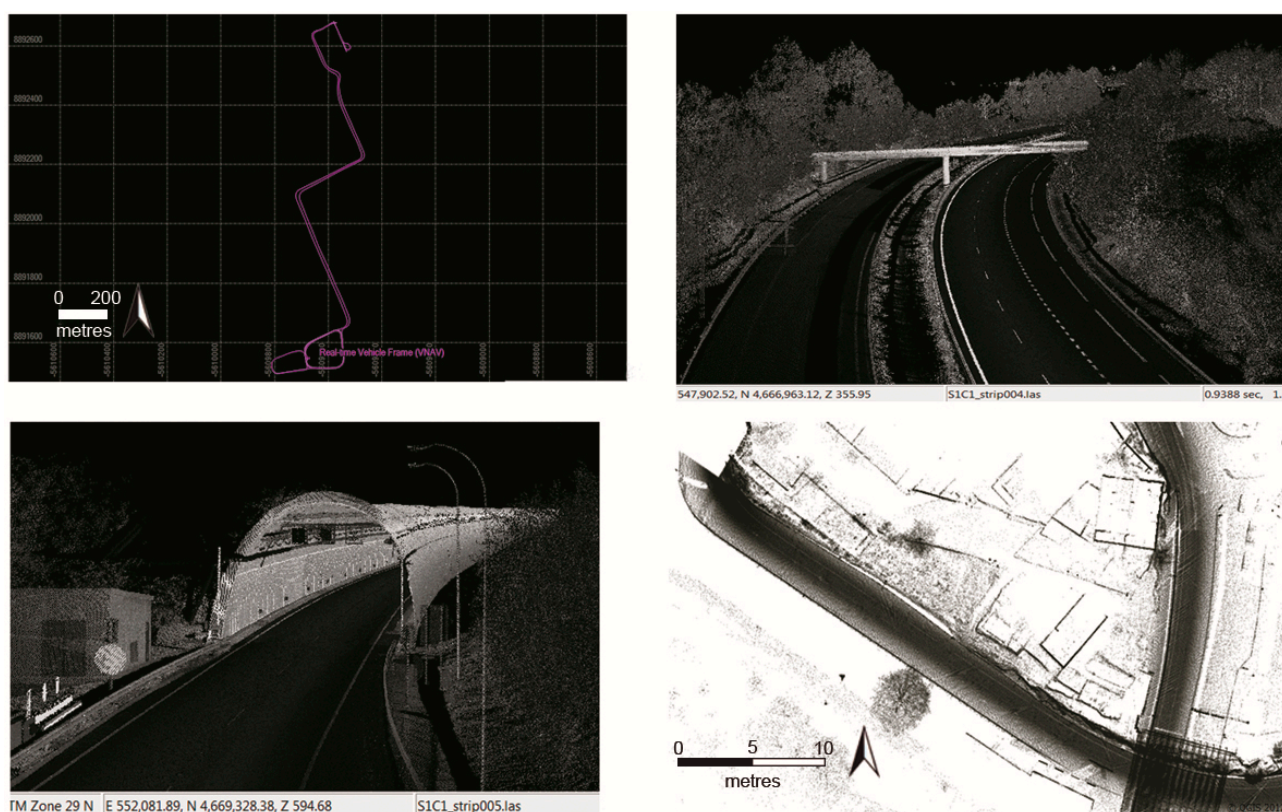 8892600
8892400
8892200
8892000
8891800
8891600
0 200
metres
Real-time Vehicle Frame (VNAV)
547,902.52, N 4,666,963.12, Z 355.95
S1C1_strip004.las
0.9388 sec, 1.
TM Zone 29 N
E 552,081.89, N 4,669,328.38, Z 594.68
S1C1_strip005.las
0 5 10
metres